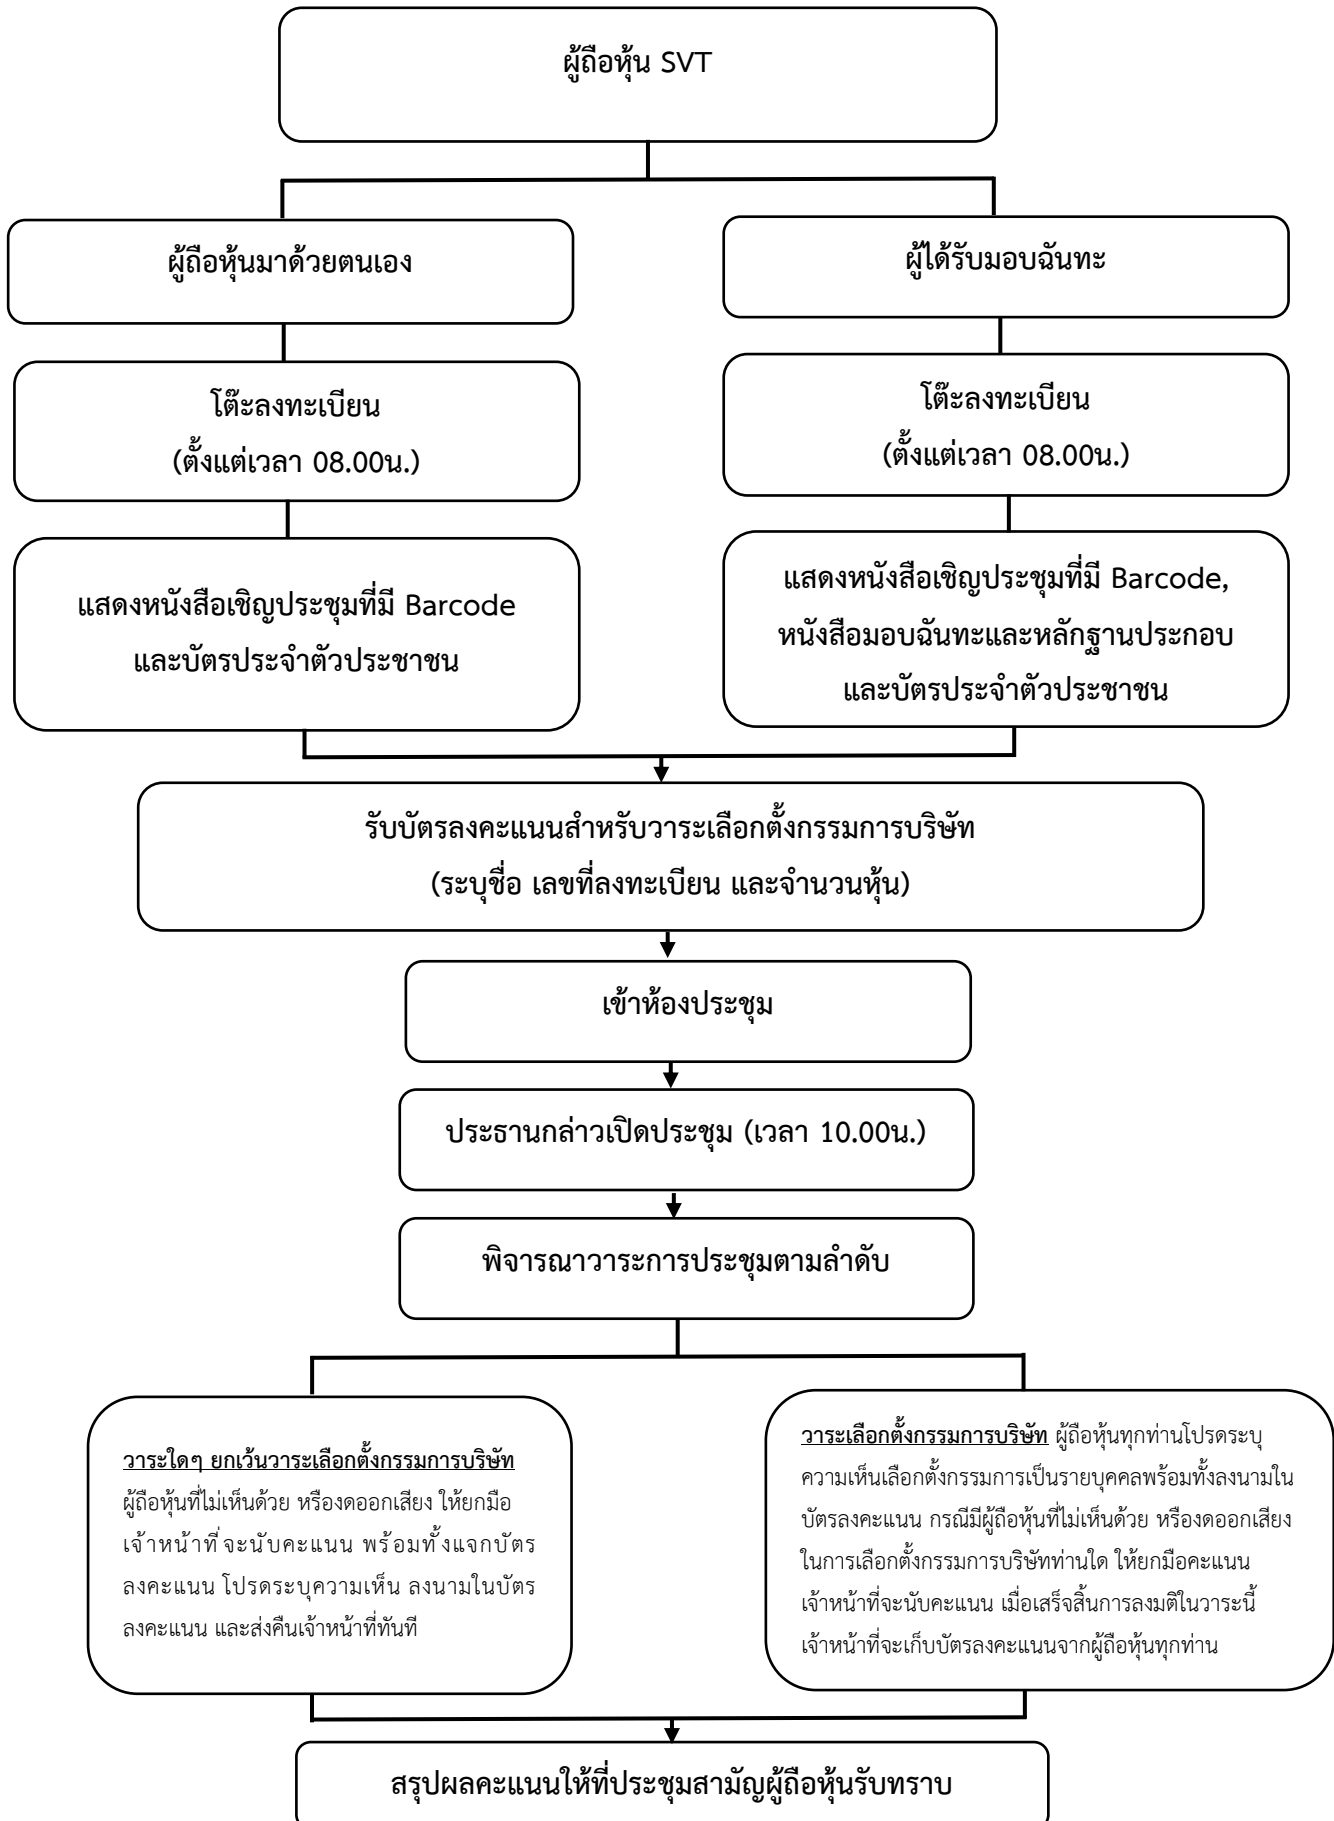 ผู้ถือหุ้น SVT
ผู้ถือหุ้นมาด้วยตนเอง
ผู้ได้รับมอบฉันทะ
โต๊ะลงทะเบียน
(ตั้งแต่เวลา 08.00น.)
โต๊ะลงทะเบียน
(ตั้งแต่เวลา 08.00น.)
แสดงหนังสือเชิญประชุมที่มี Barcode
และบัตรประจำตัวประชาชน
แสดงหนังสือเชิญประชุมที่มี Barcode,
หนังสือมอบฉันทะและหลักฐานประกอบ
และบัตรประจำตัวประชาชน
รับบัตรลงคะแนนสำหรับวาระเลือกตั้งกรรมการบริษัท
(ระบุชื่อ เลขที่ลงทะเบียน และจำนวนหุ้น)
เข้าห้องประชุม
ประธานกล่าวเปิดประชุม (เวลา 10.00น.)
พิจารณาวาระการประชุมตามลำดับ
วาระใดๆ ยกเว้นวาระเลือกตั้งกรรมการบริษัท
ผู้ถือหุ้นที่ไม่เห็นด้วย หรืองดออกเสียง ให้ยกมือ
เจ้าหน้าที่จะนับคะแนน พร้อมทั้งแจกบัตร
ลงคะแนน โปรดระบุความเห็น ลงนามในบัตร
ลงคะแนน และส่งคืนเจ้าหน้าที่ทันที
วาระเลือกตั้งกรรมการบริษัท ผู้ถือหุ้นทุกท่านโปรดระบุ
ความเห็นเลือกตั้งกรรมการเป็นรายบุคคลพร้อมทั้งลงนามใน
บัตรลงคะแนน กรณีมีผู้ถือหุ้นที่ไม่เห็นด้วย หรืองดออกเสียง
ในการเลือกตั้งกรรมการบริษัทท่านใด ให้ยกมือคะแนน
เจ้าหน้าที่จะนับคะแนน เมื่อเสร็จสิ้นการลงมติในวาระนี้
เจ้าหน้าที่จะเก็บบัตรลงคะแนนจากผู้ถือหุ้นทุกท่าน
สรุปผลคะแนนให้ที่ประชุมสามัญผู้ถือหุ้นรับทราบ